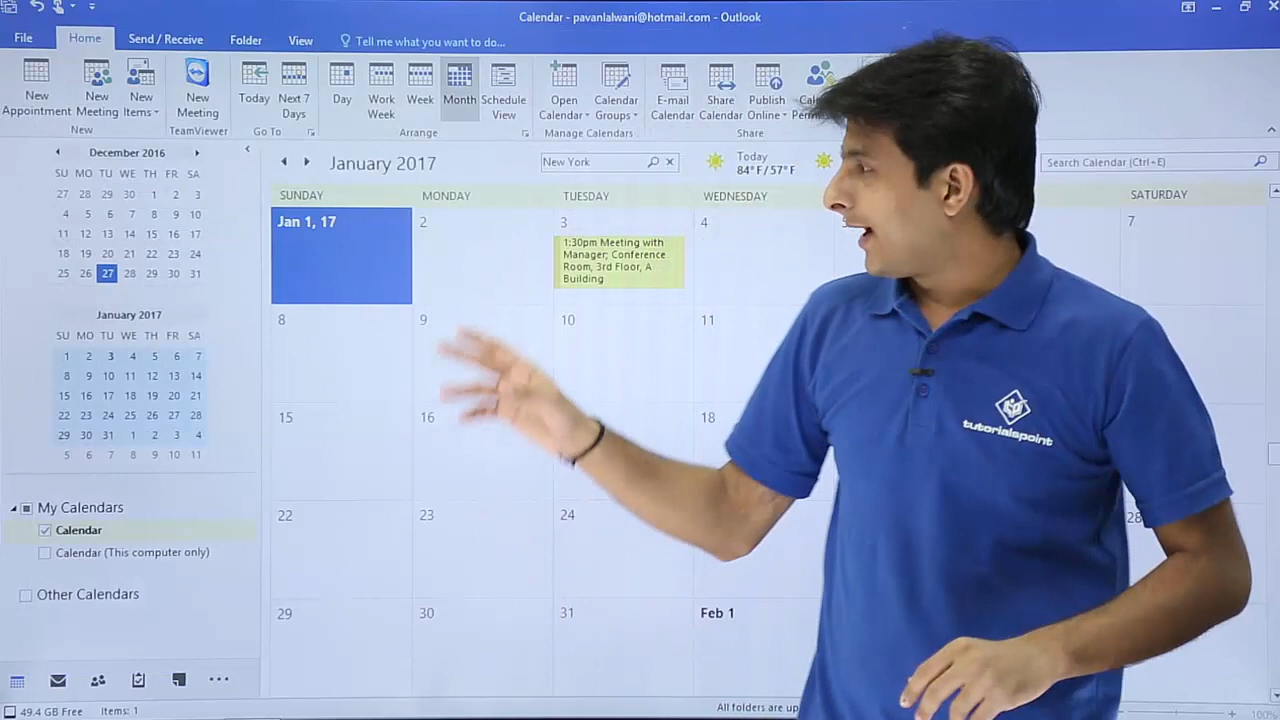 Calendar - pavanlalwani@hotmail.com - Outlook
File Home Send / Receive Folder View Tell me what you want to do...
New Appointment
New Meeting
New Items
New
New Meeting
TeamViewer
Today
Next 7 Days
Go To
Day
Work Week
Week
Month
Schedule View
Arrange
Open Calendar
Calendar Groups
Manage Calendars
E-mail Calendar
Share Calendar
Publish Online
Share
December 2016
SU MO TU WE TH FR SA
27 28 29 30 1 2 3
4 5 6 7 8 9 10
11 12 13 14 15 16 17
18 19 20 21 22 23 24
25 26 27 28 29 30 31
January 2017
SU MO TU WE TH FR SA
1 2 3 4 5 6 7
8 9 10 11 12 13 14
15 16 17 18 19 20 21
22 23 24 25 26 27 28
29 30 31 1 2 3 4
5 6 7 8 9 10 11
My Calendars
Calendar
Calendar (This computer only)
Other Calendars
January 2017
New York
Today
84°F/57°F
Search Calendar (Ctrl+E)
SUNDAY MONDAY TUESDAY WEDNESDAY SATURDAY
Jan 1, 17 2 3 4 7
1:30pm Meeting with
Manager; Conference
Room, 3rd Floor, A
Building
8 9 10 11
15 16 18
22 23 24 28
29 30 31 Feb 1
tutorialspoint
49.4 GB Free Items: 1 All folders are up 100%